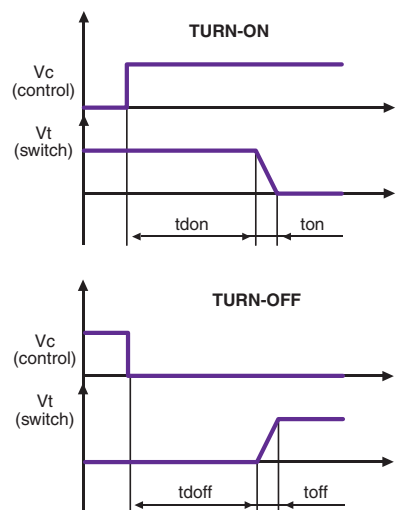 TURN-ON
Vc
(control)
Vt
(switch)
tdon
ton
TURN-OFF
Vc
(control)
Vt
(switch)
tdoff
toff